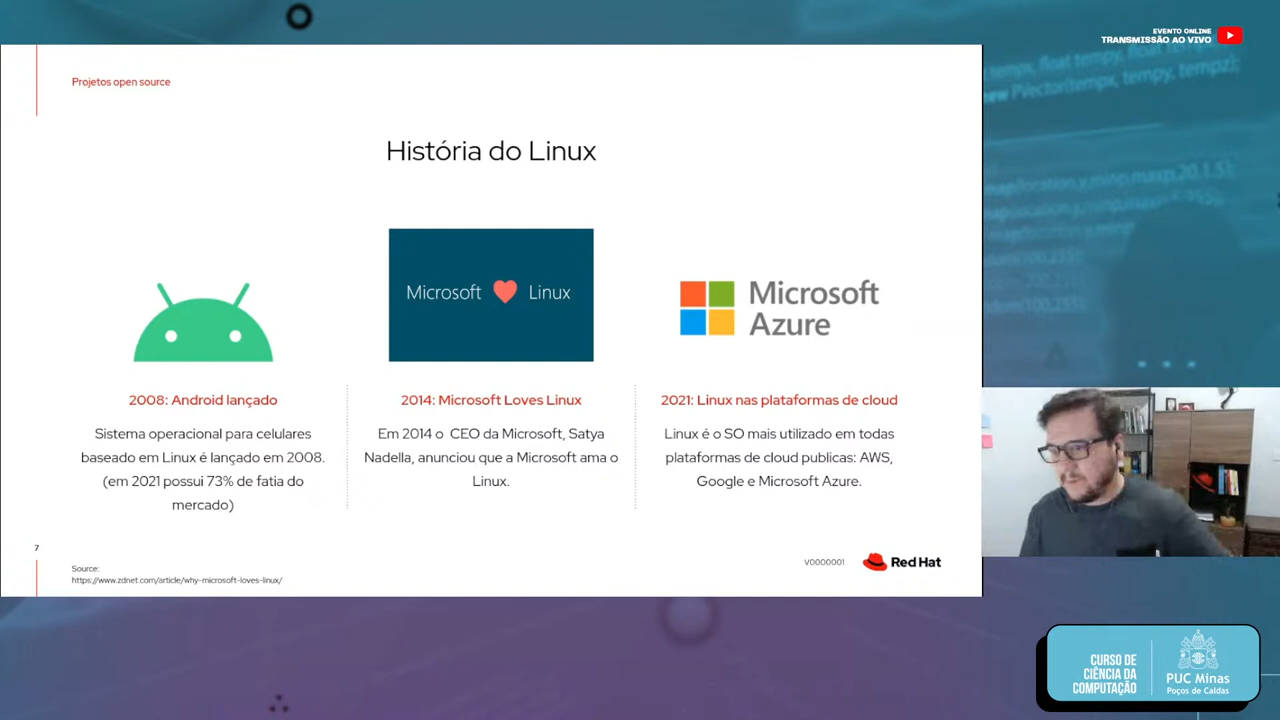 EVENTO ONLINE
TRANSMISSÃO AO VIVO
Projetos open source
História do Linux
Microsoft Linux
Microsoft
Azure
2008: Android lançado
Sistema operacional para celulares
baseado em Linux é lançado em 2008.
(em 2021 possui 73% de fatia do
mercado)
2014: Microsoft Loves Linux
Em 2014 o CEO da Microsoft, Satya
Nadella, anunciou que a Microsoft ama o
Linux.
2021: Linux nas plataformas de cloud
Linux é o SO mais utilizado em todas
plataformas de cloud publicas: AWS,
Google e Microsoft Azure.
7
Source:
https://www.zdnet.com/article/why-microsoft-loves-linux/
V0000001
Red Hat
CURSO DE
CIÊNCIA DA
COMPUTAÇÃO
PUC Minas
Poços de Caldas